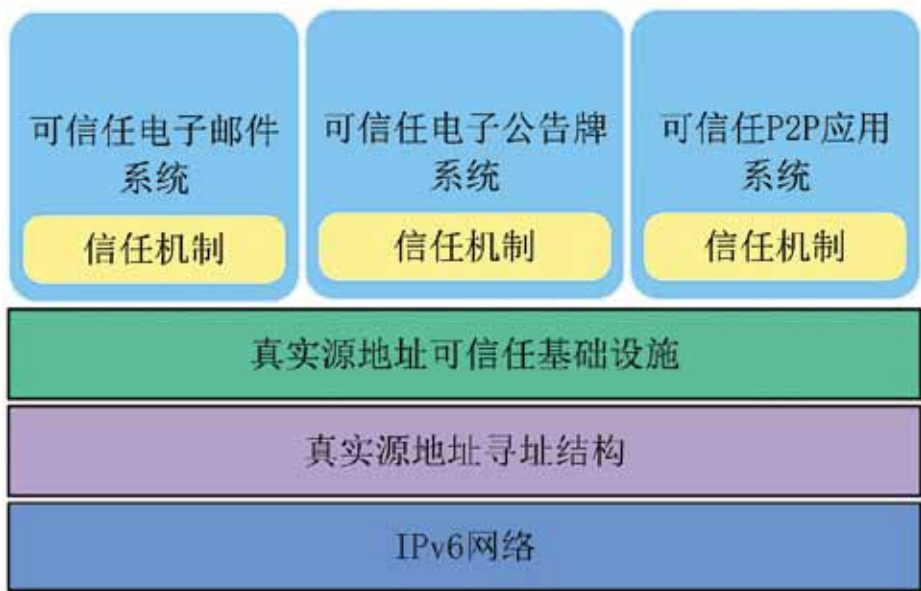 可信任电子邮件
系统
信任机制
可信任电子公告牌
系统
信任机制
可信任P2P应用
系统
信任机制
真实源地址可信任基础设施
真实源地址寻址结构
IPv6网络